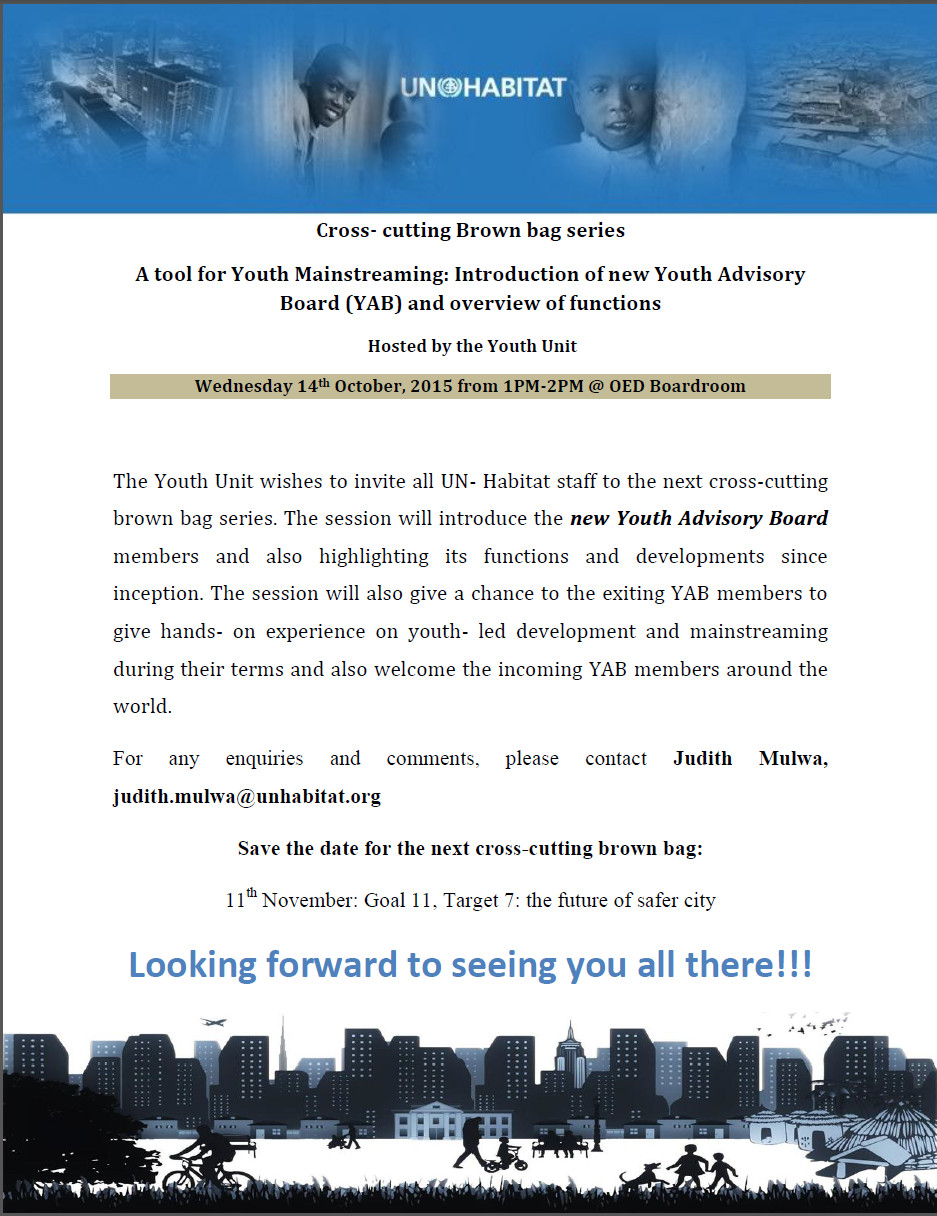 UN HABITAT
Cross- cutting Brown bag series
A tool for Youth Mainstreaming: Introduction of new Youth Advisory
Board (YAB) and overview of functions
Hosted by the Youth Unit
Wednesday 14th October, 2015 from 1PM-2PM @ OED Boardroom
The Youth Unit wishes to invite all UN- Habitat staff to the next cross-cutting
brown bag series. The session will introduce the new Youth Advisory Board
members and also highlighting its functions and developments since
inception. The session will also give a chance to the exiting YAB members to
give hands- on experience on youth- led development and mainstreaming
during their terms and also welcome the incoming YAB members around the
world.
For any enquiries and comments, please contact Judith Mulwa,
judith.mulwa@unhabitat.org
Save the date for the next cross-cutting brown bag:
11th November: Goal 11, Target 7: the future of safer city
Looking forward to seeing you all there!!!